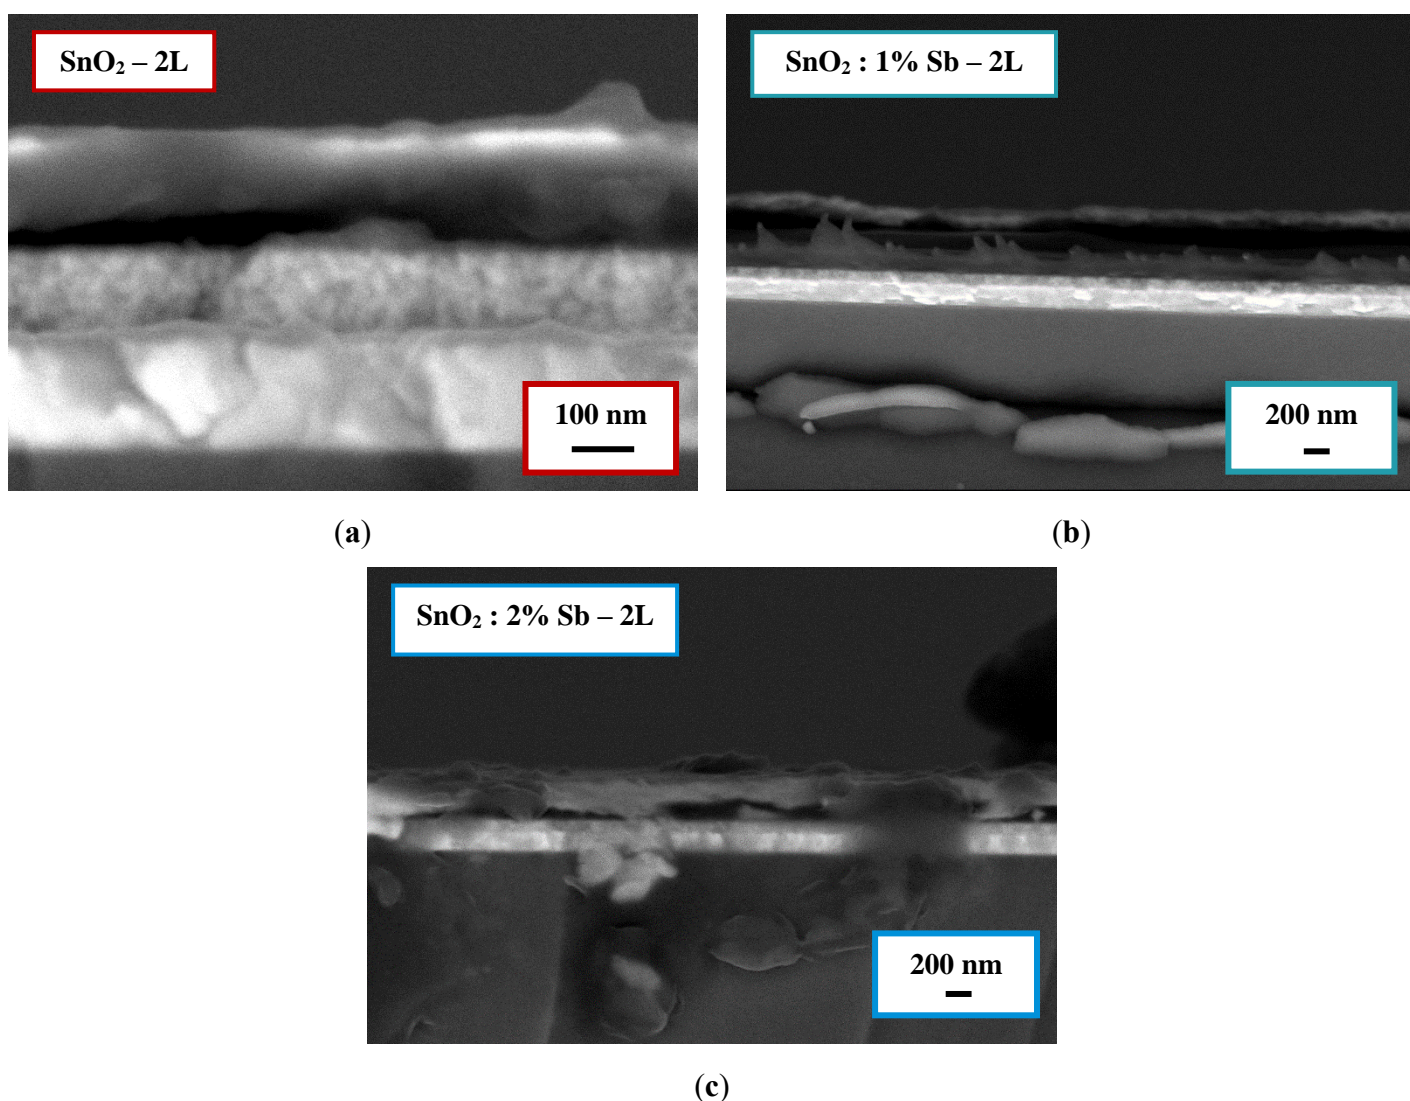 SnO₂ – 2L
SnO₂ : 1% Sb – 2L
100 nm
200 nm
(a)
(b)
SnO₂ : 2% Sb – 2L
200 nm
(c)